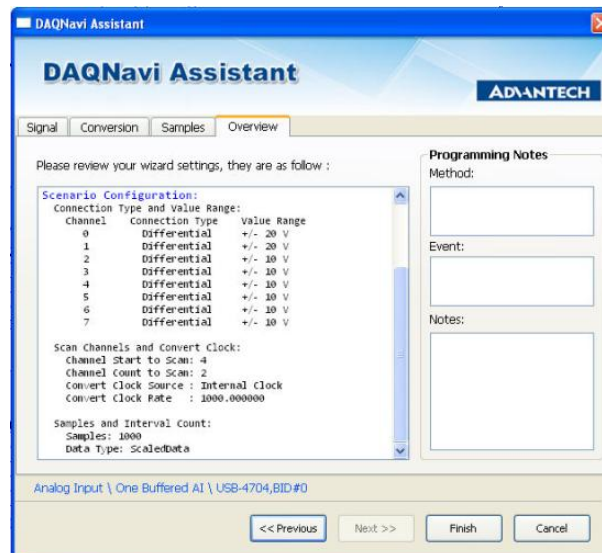 DAQNavi Assistant
DAQNavi Assistant
ADVANTECH
Signal Conversion Samples Overview
Please review your wizard settings, they are as follow :
Scenario Configuration:
Connection Type and Value Range:
Channel Connection Type Value Range
0 Differential +/- 20 V
1 Differential +/- 20 V
2 Differential +/- 10 V
3 Differential +/- 10 V
4 Differential +/- 10 V
5 Differential +/- 10 V
6 Differential +/- 10 V
7 Differential +/- 10 V
Scan Channels and Convert Clock:
Channel Start to Scan: 4
Channel Count to Scan: 2
Convert Clock Source : Internal Clock
Convert Clock Rate : 1000.000000
Samples and Interval Count:
Samples: 1000
Data Type: ScaledData
Programming Notes
Method:
Event:
Notes:
Analog Input \ One Buffered AI \ USB-4704,BID#0
<< Previous Next >> Finish Cancel